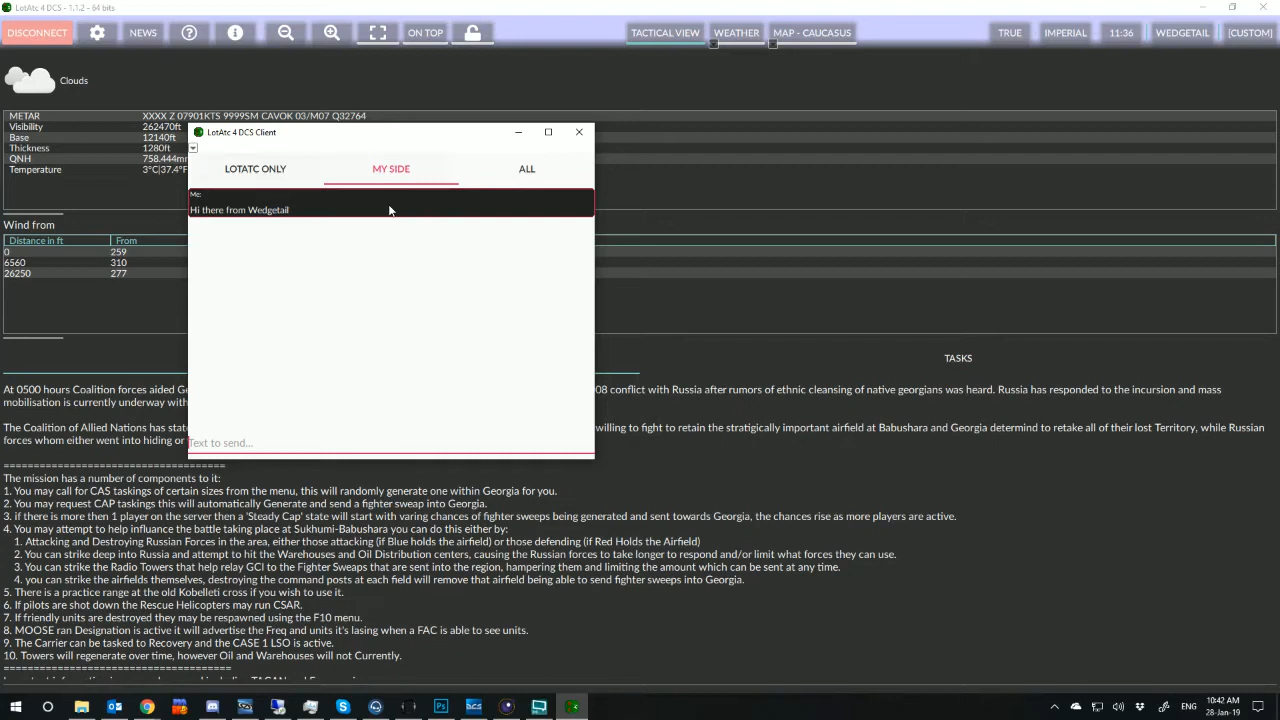 LotAtc 4 DCS - 1.1.2 - 64 bits
DISCONNECT NEWS ON TOP TACTICAL VIEW WEATHER MAP - CAUCASUS TRUE IMPERIAL 11:36 WEDGETAIL [CUSTOM]
Clouds
METAR XXXX Z 07901KTS 9999SM CAVOK 03/M07 Q32764
Visibility 262470ft
Base 12140ft
Thickness 1280ft
QNH 758.444m
Temperature 3°C|37.4°F
Wind from
Distance in ft From
0 259
6560 310
26250 277
LotAtc 4 DCS Client
LOTATC ONLY MY SIDE ALL
Me:
Hi there from Wedgetail
Text to send...
TASKS
At 0500 hours Coalition forces aided 08 conflict with Russia after rumors of ethnic cleansing of native georgians was heard. Russia has responded to the incursion and mass
mobilisation is currently underway with
The Coalition of Allied Nations has willing to fight to retain the stratigically important airfield at Babushara and Georgia determind to retake all of their lost Territory, while Russian
forces whom either went into hiding or
====================================
The mission has a number of components to it:
1. You may call for CAS taskings of certain sizes from the menu, this will randomly generate one within Georgia for you.
2. You may request CAP taskings this will automatically Generate and send a fighter sweep into Georgia.
3. if there is more then 1 player on the server then a 'Steady Cap' state will start with varing chances of fighter sweeps being generated and sent towards Georgia, the chances rise as more players are active.
4. You may attempt to help influence the battle taking place at Sukhumi-Babushara you can do this either by:
1. Attacking and Destroying Russian Forces in the area, either those attacking (if Blue holds the airfield) or those defending (if Red Holds the Airfield)
2. You can strike deep into Russia and attempt to hit the Warehouses and Oil Distribution centers, causing the Russian forces to take longer to respond and/or limit what forces they can use.
3. You can strike the Radio Towers that help relay GCI to the Fighter Sweaps that are sent into the region, hampering them and limiting the amount which can be sent at any time.
4. you can strike the airfields themselves, destroying the command posts at each field will remove that airfield being able to send fighter sweeps into Georgia.
5. There is a practice range at the old Kobelleti cross if you wish to use it.
6. If pilots are shot down the Rescue Helicopters may run CSAR.
7. If friendly units are destroyed they may be respawned using the F10 menu.
8. MOOSE ran Designation is active it will advertise the Freq and units it's lasing when a FAC is able to see units.
9. The Carrier can be tasked to Recovery and the CASE 1 LSO is active.
10. Towers will regenerate over time, however Oil and Warehouses will not Currently.
=====================================
ENG 10:42 AM
28-Jan-19